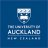 THE UNIVERSITY OF
AUCKLAND
NEW ZEALAND